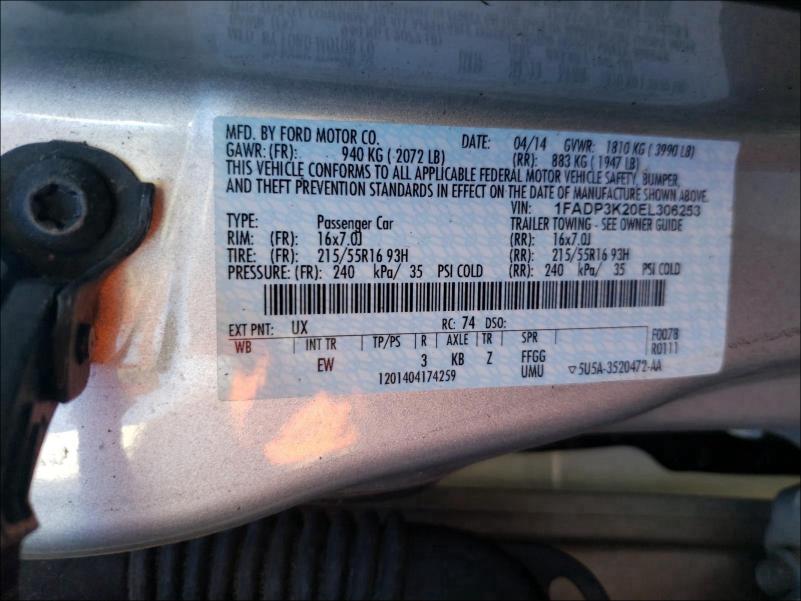 MFD. BY FORD MOTOR CO. DATE: 04/14 GVWR: 1810 KG ( 3990 LB)
GAWR: (FR): 940 KG ( 2072 LB) (RR): 883 KG ( 1947 LB)
THIS VEHICLE CONFORMS TO ALL APPLICABLE FEDERAL MOTOR VEHICLE SAFETY, BUMPER,
AND THEFT PREVENTION STANDARDS IN EFFECT ON THE DATE OF MANUFACTURE SHOWN ABOVE.
VIN: 1FADP3K20EL306253
TYPE: Passenger Car TRAILER TOWING - SEE OWNER GUIDE
RIM: (FR): 16x7.0J (RR): 16x7.0J
TIRE: (FR): 215/55R16 93H (RR): 215/55R16 93H
PRESSURE: (FR): 240 kPa/ 35 PSI COLD (RR): 240 kPa/ 35 PSI COLD
EXT PNT: UX RC: 74 DSO:
WB INT TR TP/PS R AXLE TR SPR F0078
R0111
EW 3 KB Z FFGG
UMU
1201404174259 ▽5U5A-3520472-AA